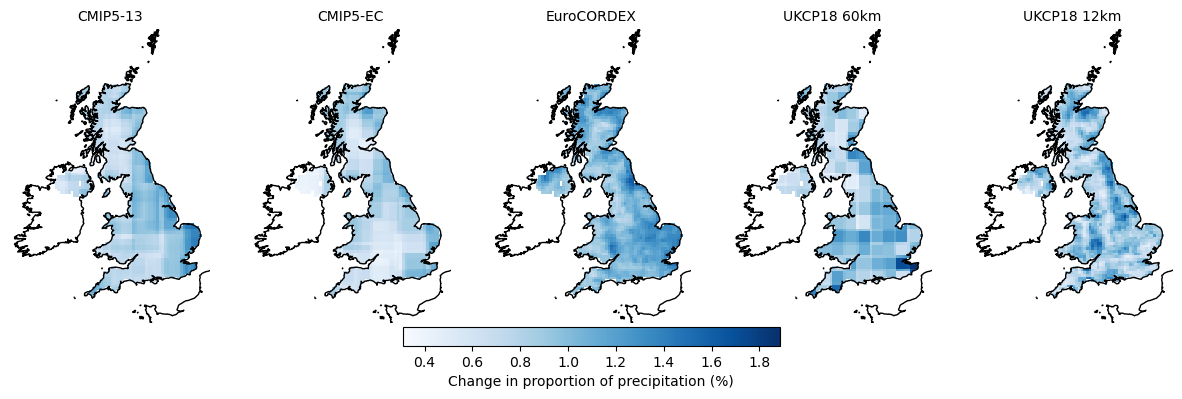 CMIP5-13 CMIP5-EC EuroCORDEX UKCP18 60km UKCP18 12km
0.4 0.6 0.8 1.0 1.2 1.4 1.6 1.8
Change in proportion of precipitation (%)